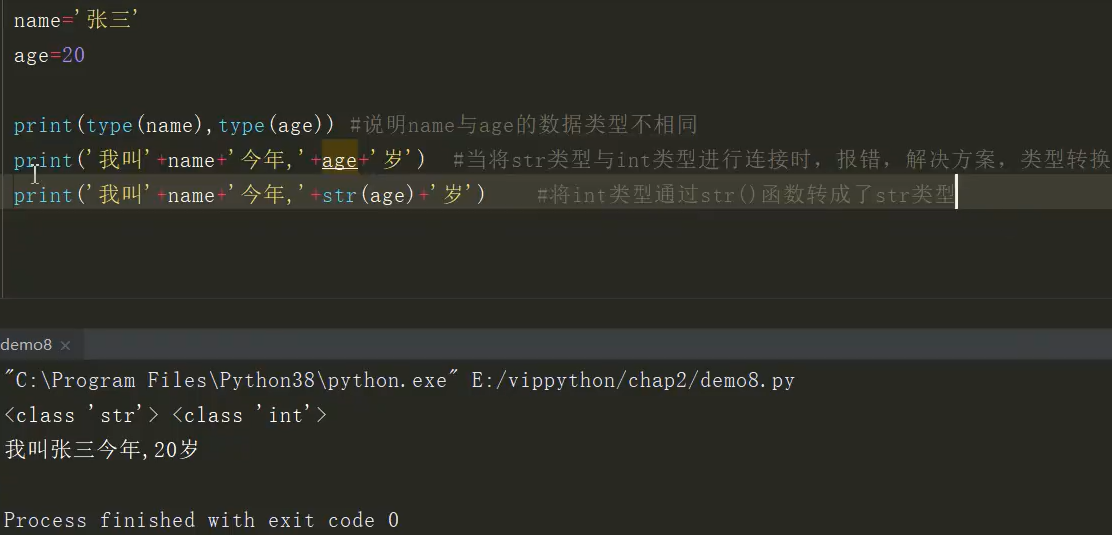 name='张三'
age=20
print(type(name),type(age)) #说明name与age的数据类型不相同
print('我叫'+name+'今年,'+age+'岁') #当将str类型与int类型进行连接时，报错，解决方案，类型转换
print('我叫'+name+'今年,'+str(age)+'岁') #将int类型通过str()函数转成了str类型
demo8 ×
"C:\Program Files\Python38\python.exe" E:/vippython/chap2/demo8.py
<class 'str'> <class 'int'>
我叫张三今年,20岁
Process finished with exit code 0